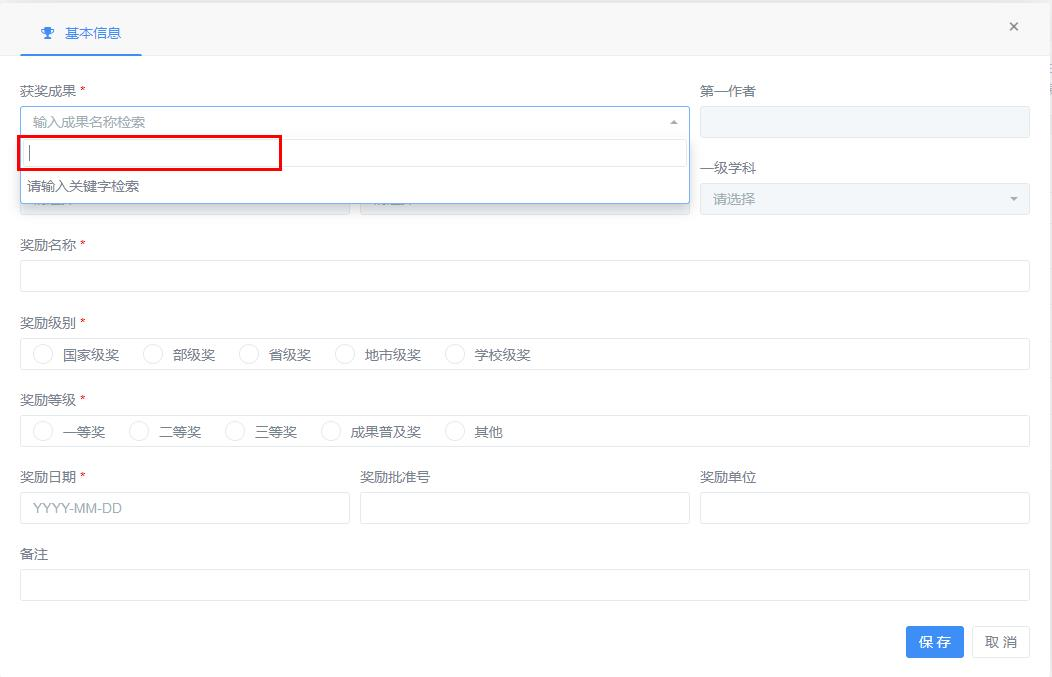 基本信息
获奖成果 *
第一作者
输入成果名称检索
请输入关键字检索
一级学科
请选择
奖励名称 *
奖励级别 *
国家级奖 部级奖 省级奖 地市级奖 学校级奖
奖励等级 *
一等奖 二等奖 三等奖 成果普及奖 其他
奖励日期 * 奖励批准号 奖励单位
YYYY-MM-DD
备注
保存 取消